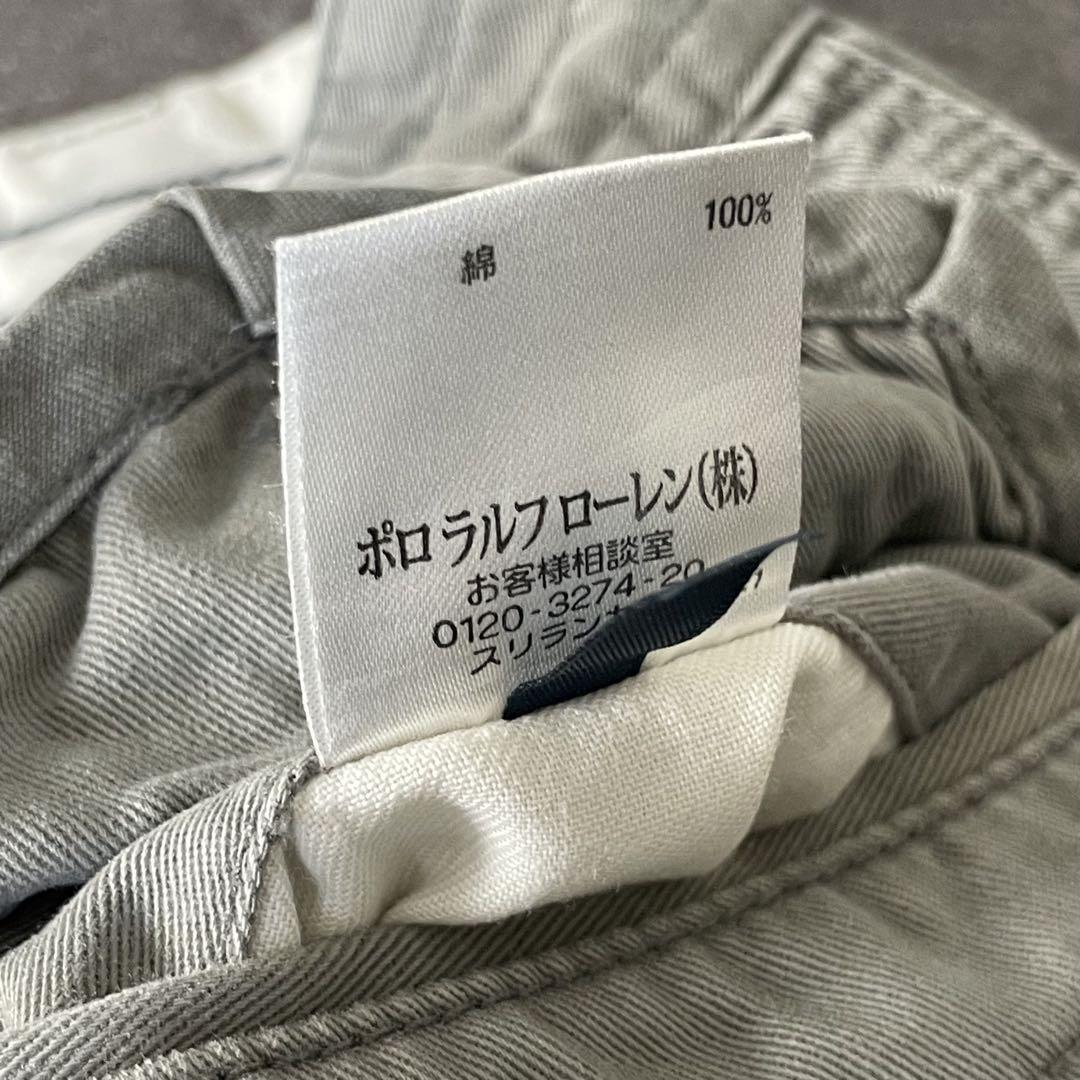 綿 100%
ポロ ラルフ ローレン(株)
お客様相談室
0120-3274-20
スリラン